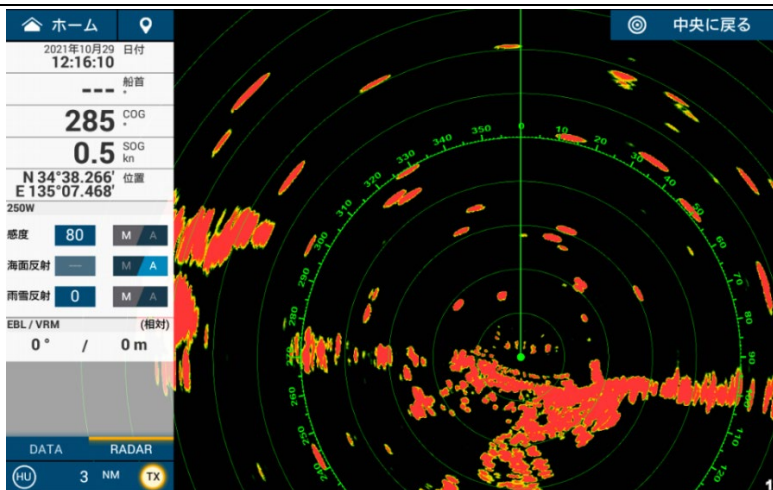 ホーム
中央に戻る
2021年10月29 日付
12:16:10
--- 船首 °
285 COG °
0.5 SOG kn
N 34°38.266' 位置
E 135°07.468'
250W
感度 80 M A
海面反射 --- M A
雨雪反射 0 M A
EBL / VRM (相対)
0 ° / 0 m
DATA RADAR
HU 3 NM TX
350 0 10
340 20
330 30
320 40
310 50
300 60
290 70
280 80
270 90
260 100
250 110
240 120
1